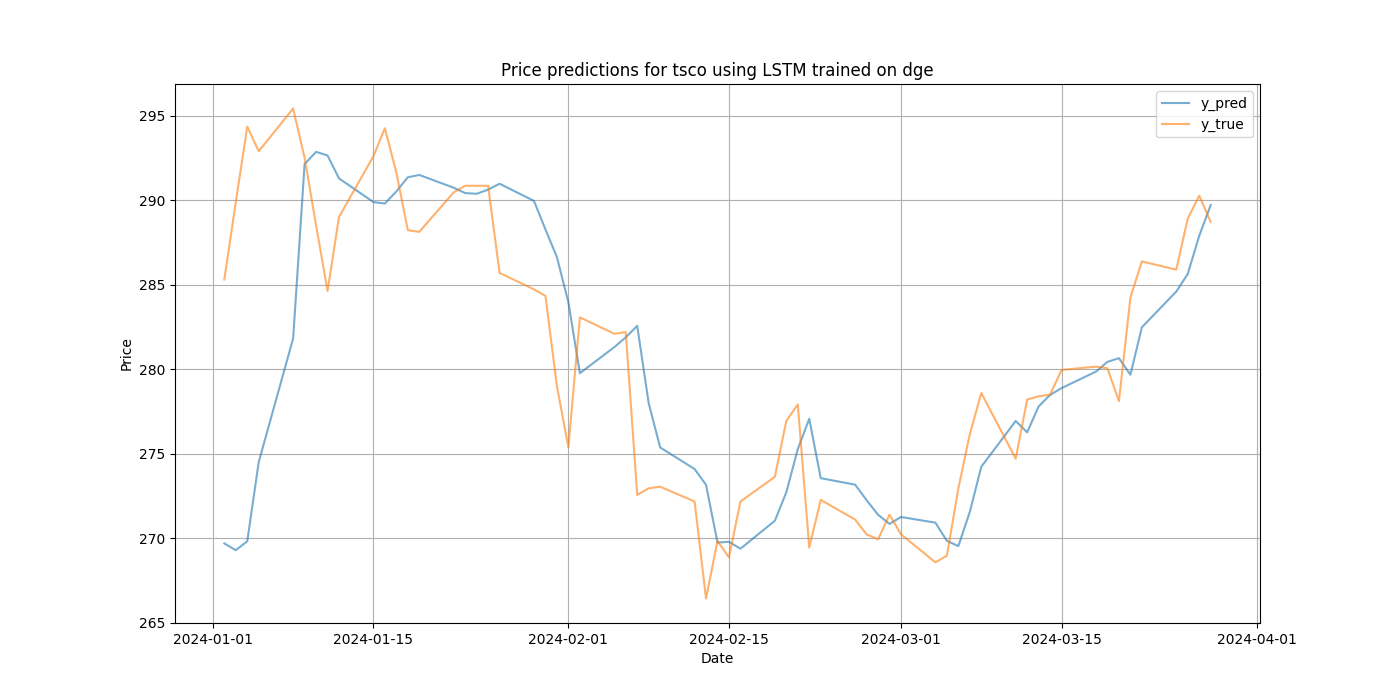 Price predictions for tsco using LSTM trained on dge
y_pred
y_true
295
290
285
280
275
270
265
Price
2024-01-01
2024-01-15
2024-02-01
2024-02-15
2024-03-01
2024-03-15
2024-04-01
Date